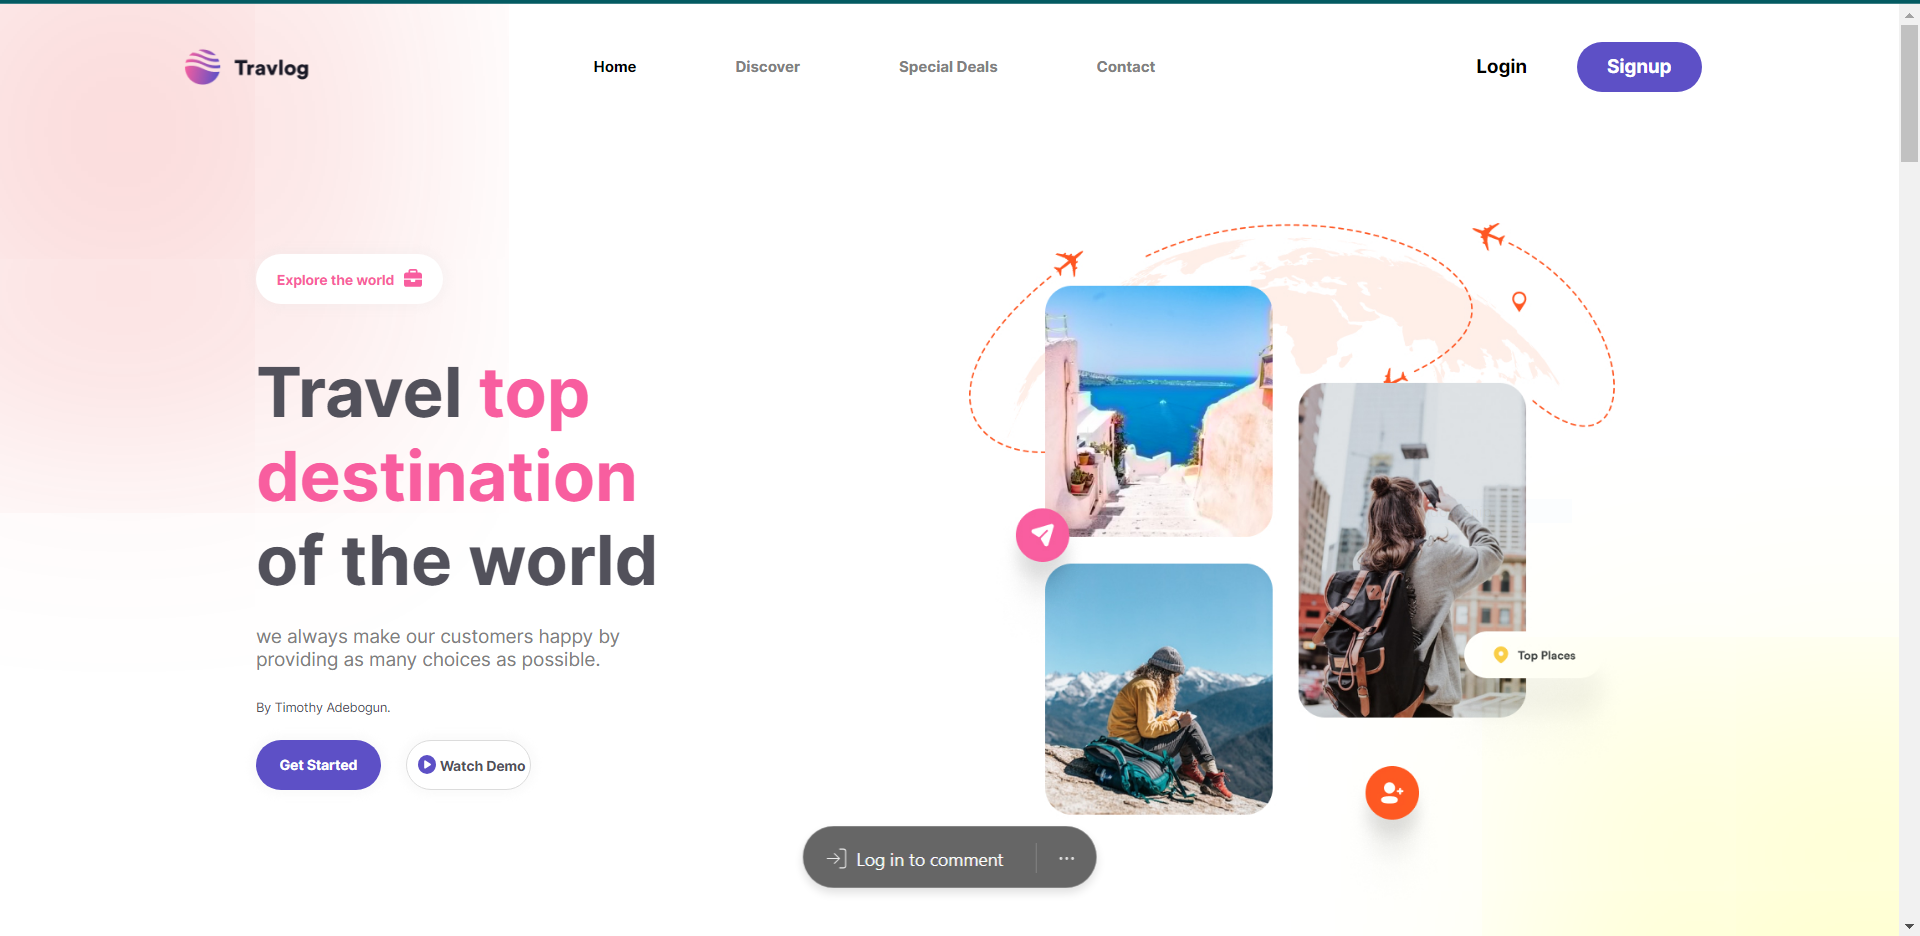 Travlog
Home
Discover
Special Deals
Contact
Login
Signup
Explore the world
Travel top
destination
of the world
we always make our customers happy by
providing as many choices as possible.
By Timothy Adebogun.
Get Started
Watch Demo
Top Places
Log in to comment